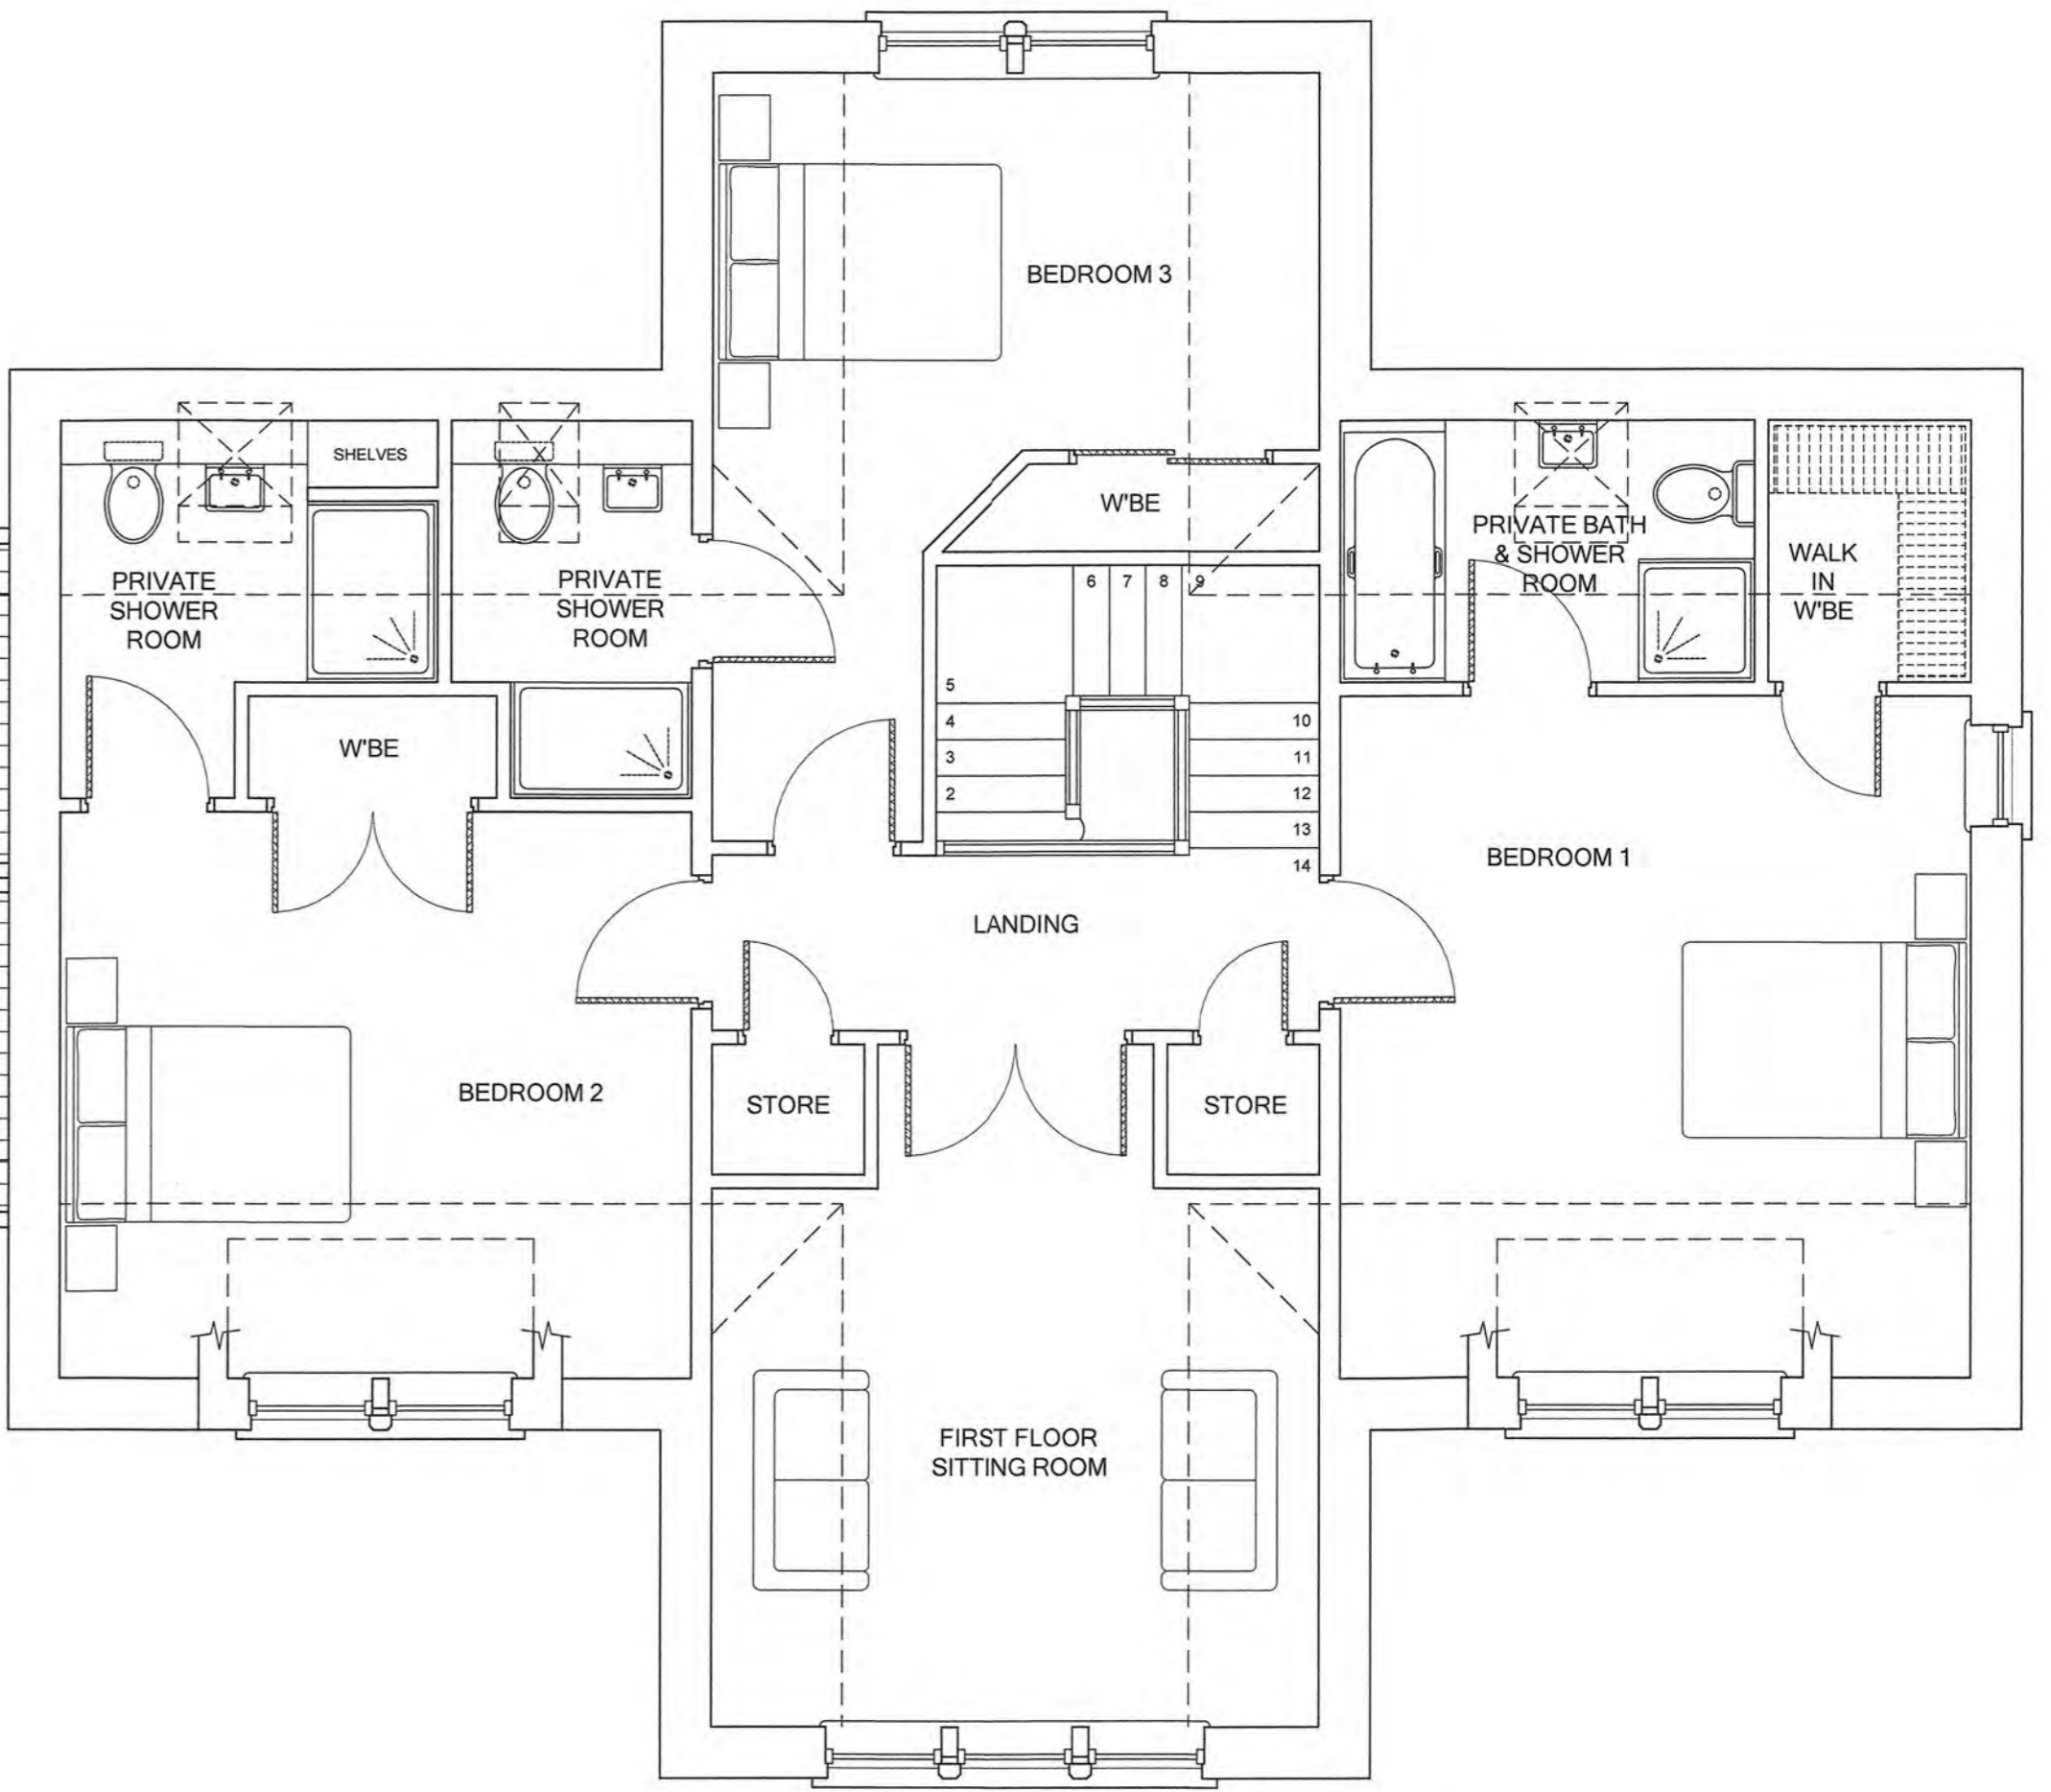 BEDROOM 3
SHELVES
W'BE
PRIVATE BATH
& SHOWER
ROOM
WALK
IN
W'BE
PRIVATE
SHOWER
ROOM
PRIVATE
SHOWER
ROOM
6 7 8 9
5
4
3
2
10
11
12
13
14
W'BE
BEDROOM 1
LANDING
BEDROOM 2
STORE
STORE
FIRST FLOOR
SITTING ROOM